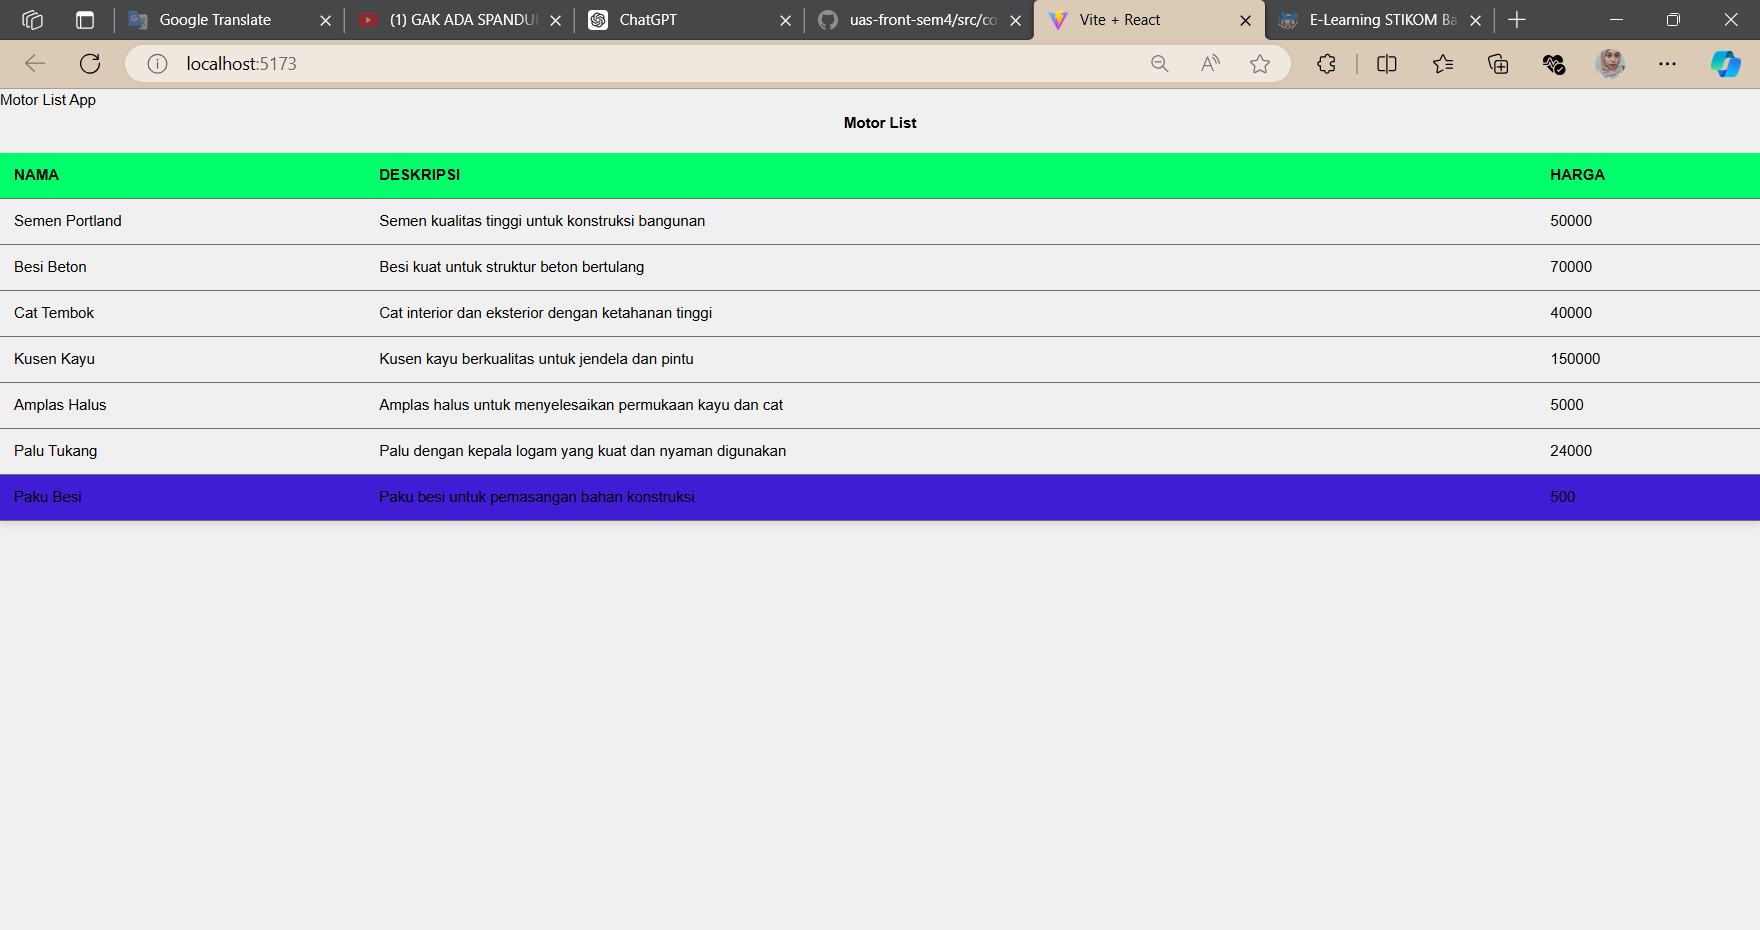 Google Translate
(1) GAK ADA SPANDU
ChatGPT
uas-front-sem4/src/co
Vite + React
E-Learning STIKOM Ba
localhost:5173
Motor List App
Motor List
NAMA DESKRIPSI HARGA
Semen Portland Semen kualitas tinggi untuk konstruksi bangunan 50000
Besi Beton Besi kuat untuk struktur beton bertulang 70000
Cat Tembok Cat interior dan eksterior dengan ketahanan tinggi 40000
Kusen Kayu Kusen kayu berkualitas untuk jendela dan pintu 150000
Amplas Halus Amplas halus untuk menyelesaikan permukaan kayu dan cat 5000
Palu Tukang Palu dengan kepala logam yang kuat dan nyaman digunakan 24000
Paku Besi Paku besi untuk pemasangan bahan konstruksi 500